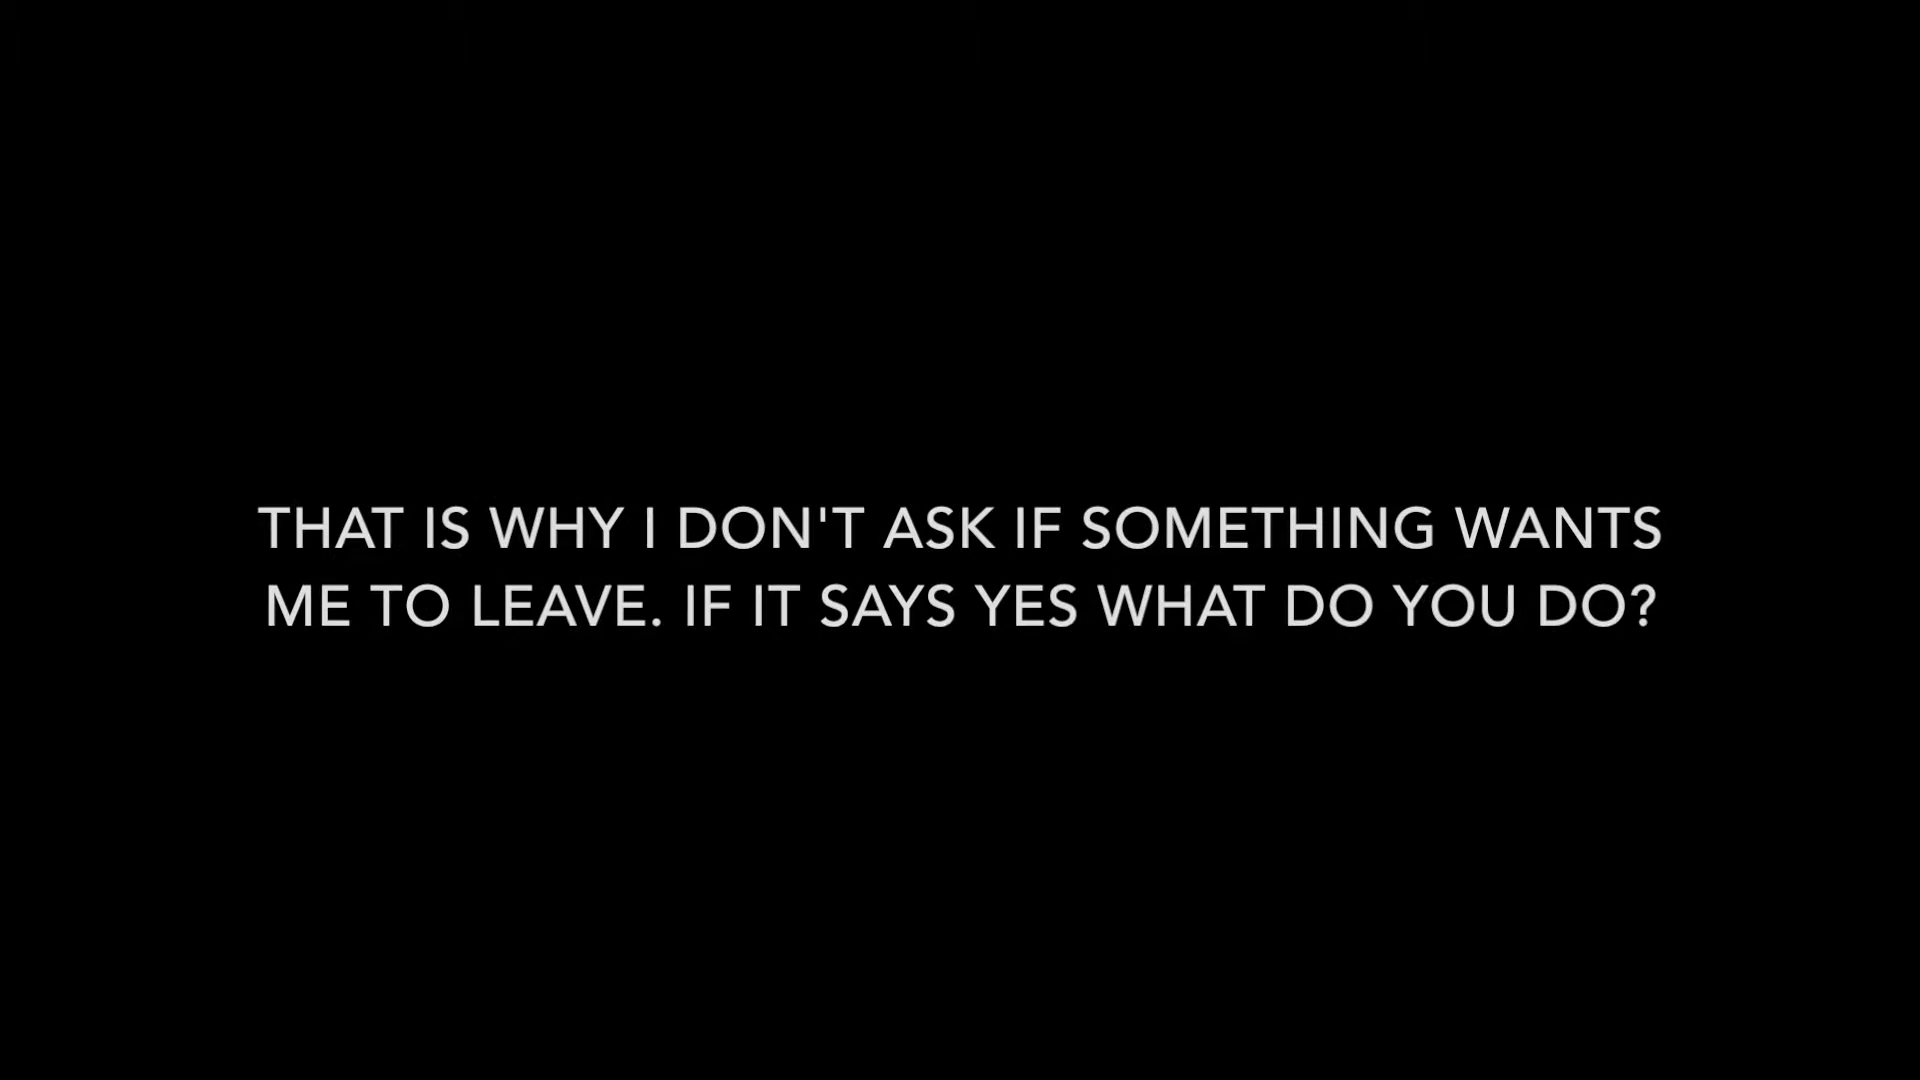 THAT IS WHY I DON'T ASK IF SOMETHING WANTS
ME TO LEAVE. IF IT SAYS YES WHAT DO YOU DO?